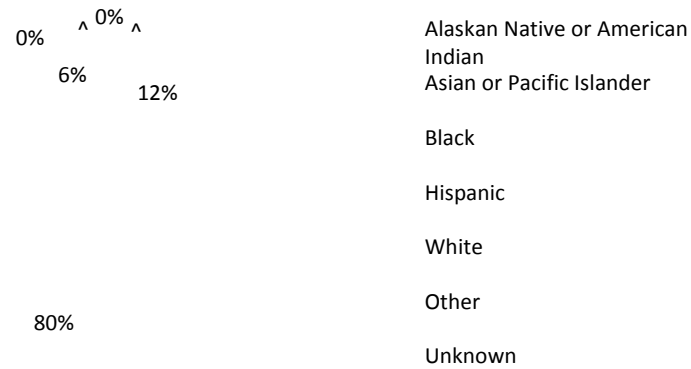 0%
^
0%
^
6%
12%
80%
Alaskan Native or American
Indian
Asian or Pacific Islander
Black
Hispanic
White
Other
Unknown